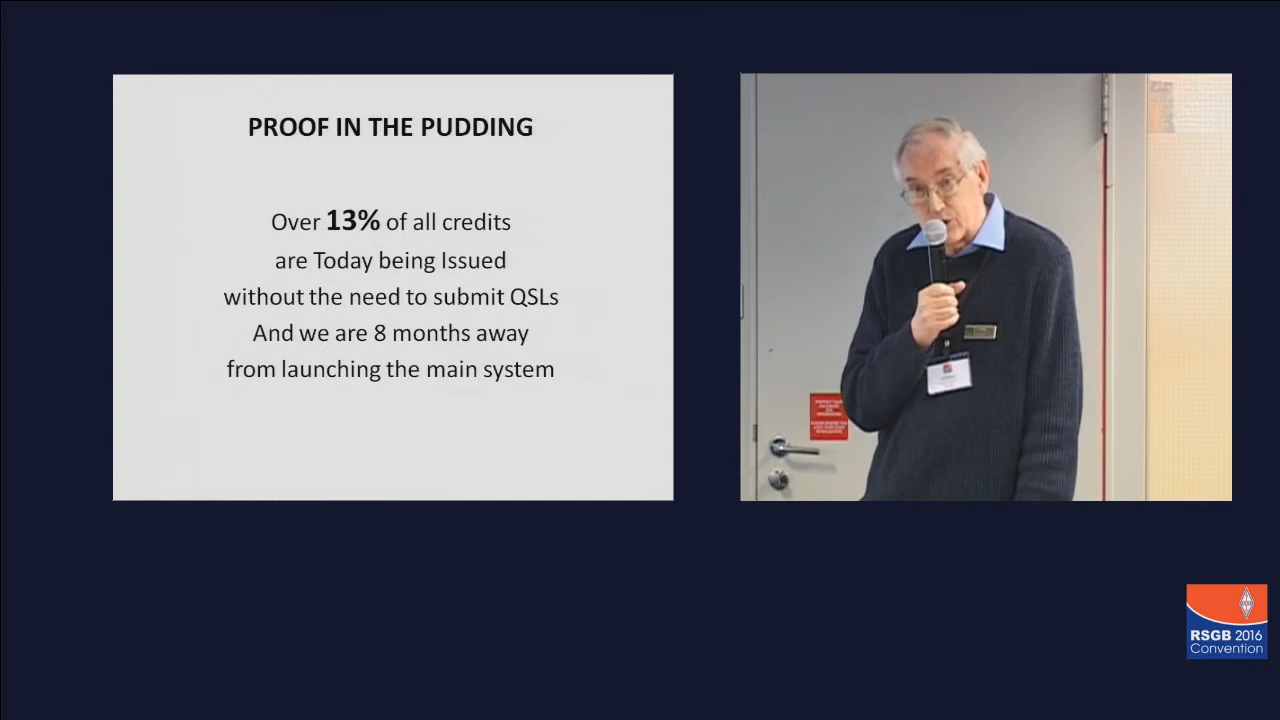 PROOF IN THE PUDDING
Over 13% of all credits
are Today being Issued
without the need to submit QSLs
And we are 8 months away
from launching the main system
RSGB 2016
Convention